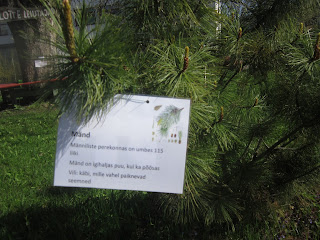 Mänd
Männiliste perekonnas on umbes 115
liiki.
Mänd on igihaljas puu, kui ka põõsas
Vili: käbi, mille vahel paiknevad
seemned